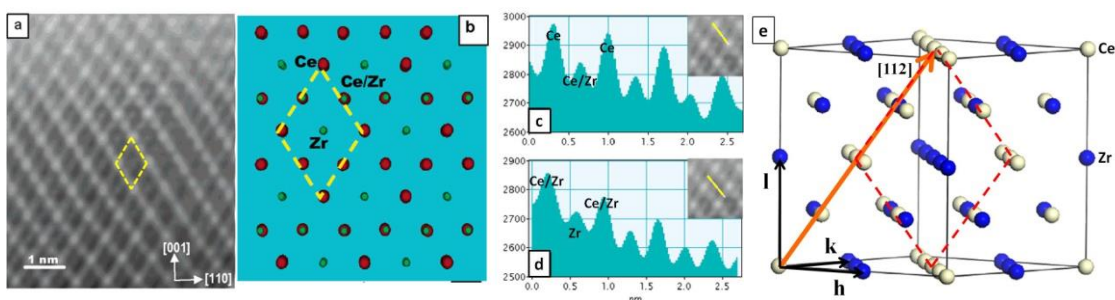 a
1 nm
[001]
[110]
b
Ce
Ce/Zr
Zr
3000
2900
2800
2700
2600
Ce
Ce
Ce/Zr
c
0.0 0.5 1.0 1.5 2.0 2.5
2900
2800
2700
2600
2500
Ce/Zr
Ce/Zr
Zr
d
0.0 0.5 1.0 1.5 2.0 2.5
nm
e
[112]
Ce
Zr
l
k
h